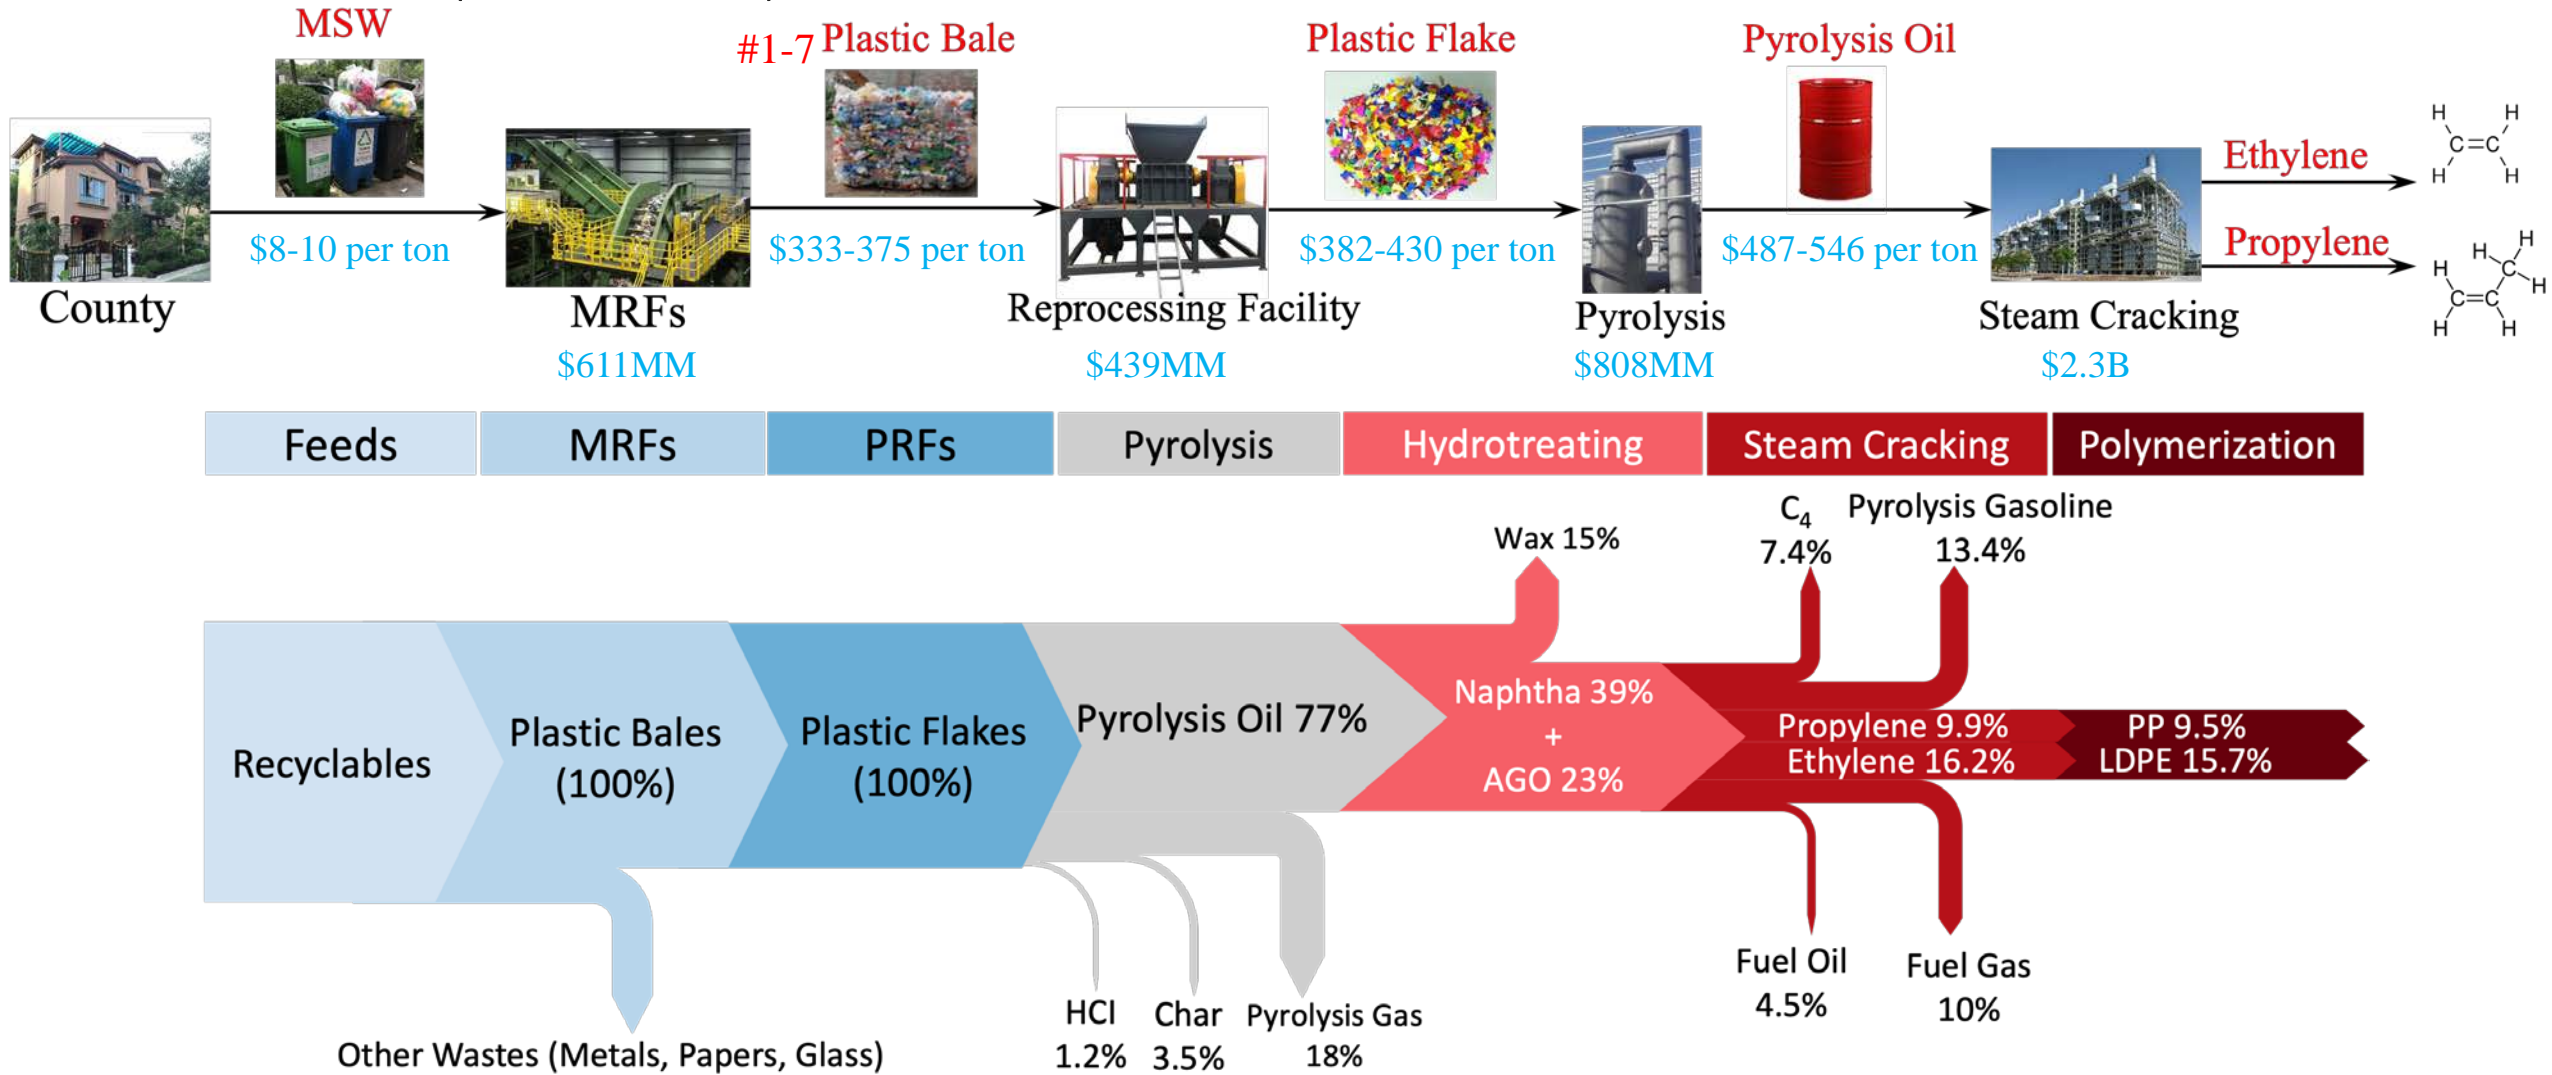 MSW
#1-7 Plastic Bale
Plastic Flake
Pyrolysis Oil
Ethylene
Propylene
H H
C=C
H H
H
H C
H C=C H
H H
$8-10 per ton
$333-375 per ton
$382-430 per ton
$487-546 per ton
County
MRFs
Reprocessing Facility
Pyrolysis
Steam Cracking
$611MM
$439MM
$808MM
$2.3B
Feeds
MRFs
PRFs
Pyrolysis
Hydrotreating
Steam Cracking
Polymerization
Wax 15%
C4
7.4%
Pyrolysis Gasoline
13.4%
Recyclables
Plastic Bales
(100%)
Plastic Flakes
(100%)
Pyrolysis Oil 77%
Naphtha 39%
+
AGO 23%
Propylene 9.9%
Ethylene 16.2%
PP 9.5%
LDPE 15.7%
Other Wastes (Metals, Papers, Glass)
HCl
1.2%
Char
3.5%
Pyrolysis Gas
18%
Fuel Oil
4.5%
Fuel Gas
10%